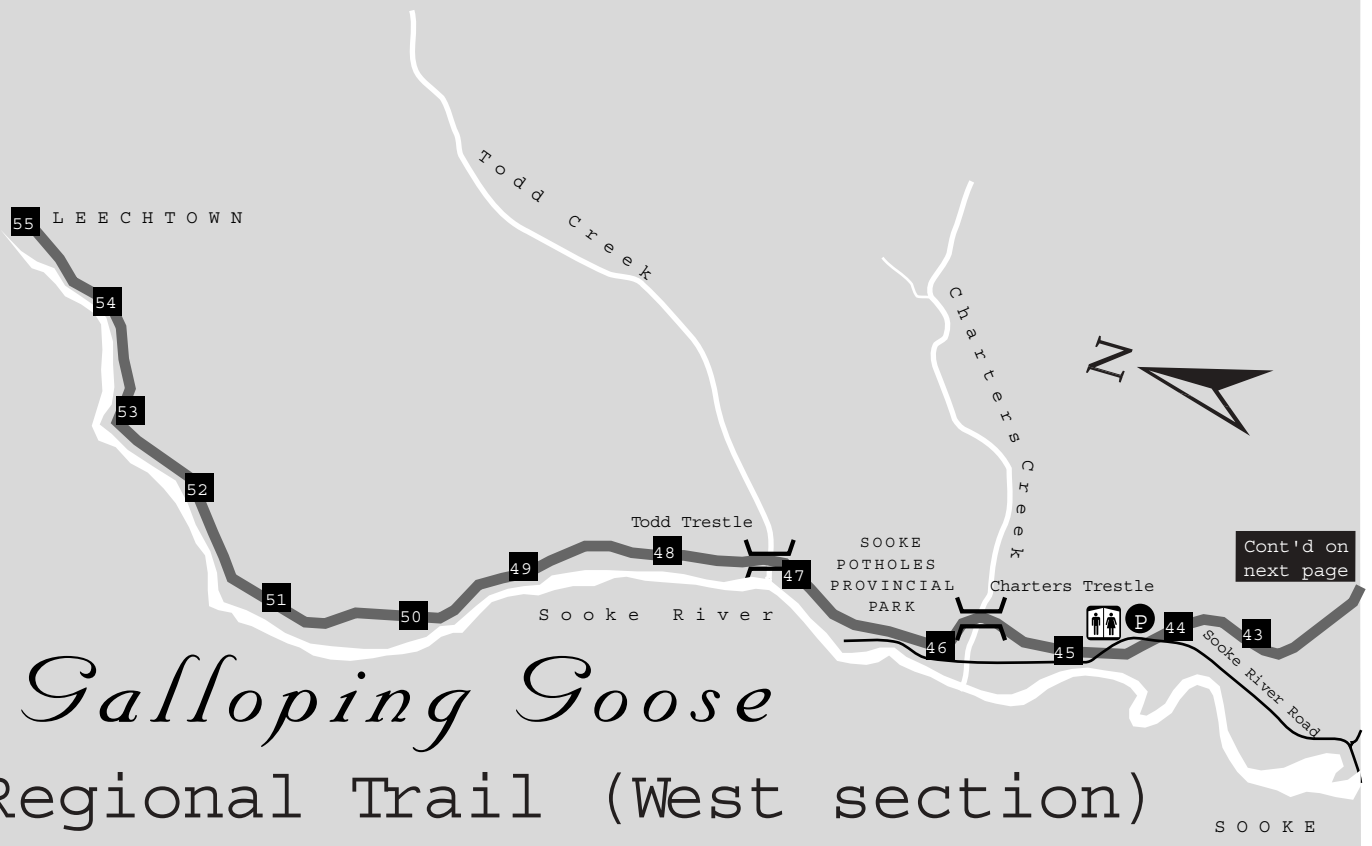 Todd Creek
55
LEECHTOWN
54
Charters Creek
N
53
52
Todd Trestle
48
49
47
SOOKE
POTHOLES
PROVINCIAL
PARK
Cont'd on
next page
Charters Trestle
51
50
Sooke River
46
45
P
44
43
Sooke River Road
Galloping Goose
Regional Trail (West section)
SOOKE